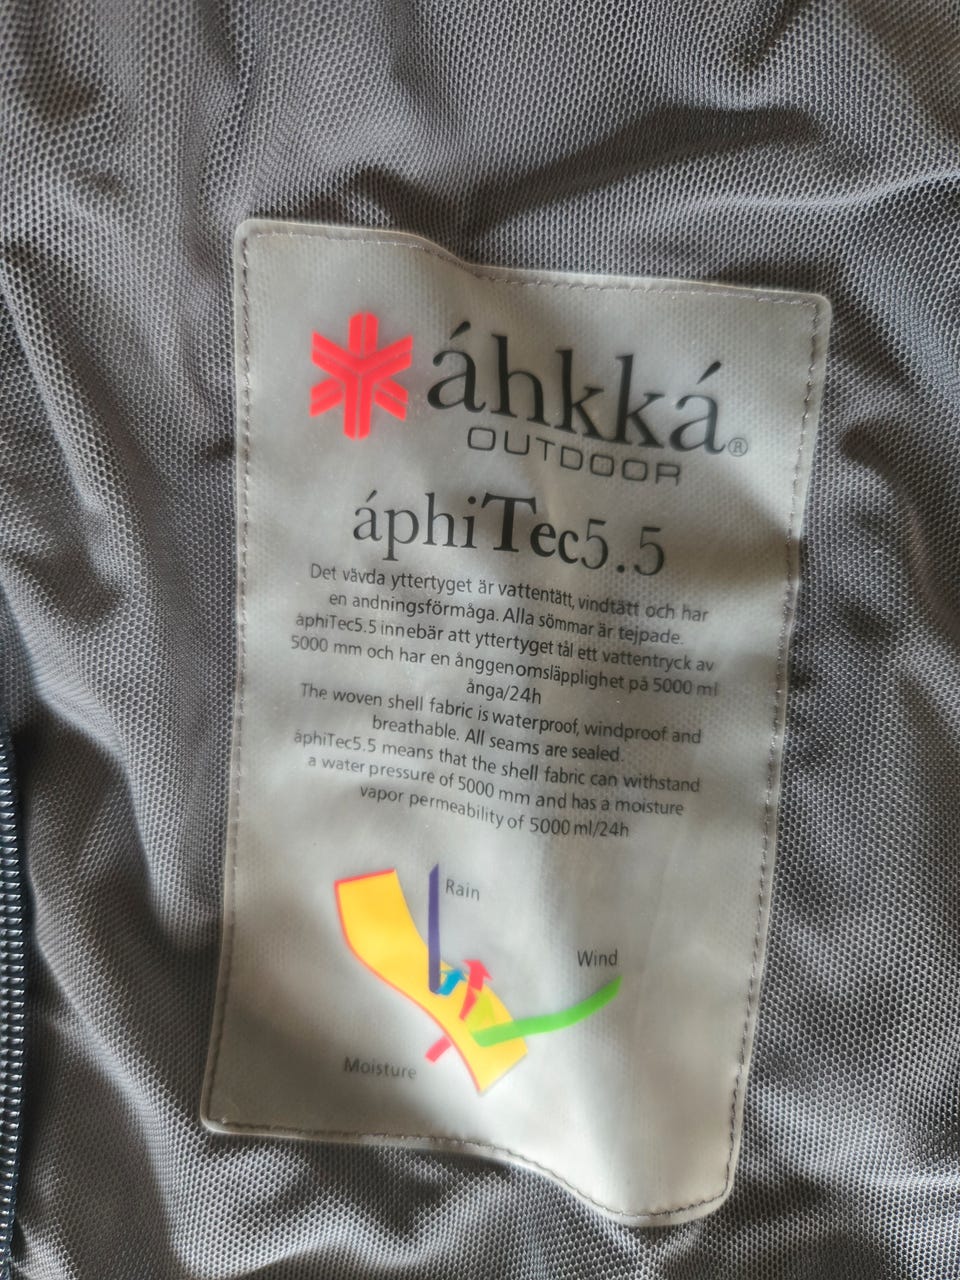 áhkká®
OUTDOOR
áphiTec5.5
Det vävda yttertyget är vattentätt, vindtätt och har
en andningsförmåga. Alla sömmar är tejpade.
áphiTec5.5 innebär att yttertyget tål ett vattentryck av
5000 mm och har en ånggenomsläpplighet på 5000 ml
ånga/24h
The woven shell fabric is waterproof, windproof and
breathable. All seams are sealed.
áphiTec5.5 means that the shell fabric can withstand
a water pressure of 5000 mm and has a moisture
vapor permeability of 5000 ml/24h
Rain
Wind
Moisture